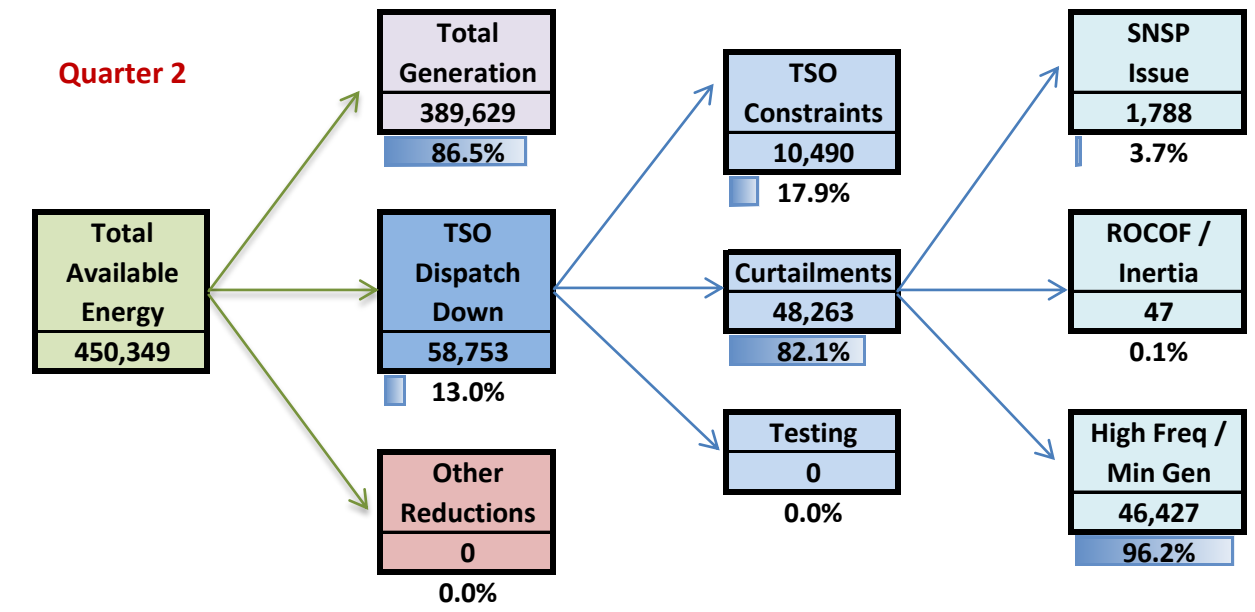 Quarter 2
Total
Available
Energy
450,349
Total
Generation
389,629
86.5%
TSO
Dispatch
Down
58,753
13.0%
Other
Reductions
0
0.0%
TSO
Constraints
10,490
17.9%
Curtailments
48,263
82.1%
Testing
0
0.0%
SNSP
Issue
1,788
3.7%
ROCOF /
Inertia
47
0.1%
High Freq /
Min Gen
46,427
96.2%